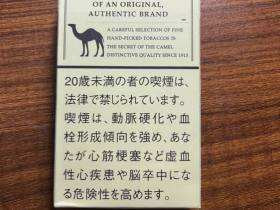 OF AN ORIGINAL,
AUTHENTIC BRAND
A CAREFUL SELECTION OF FINE
HAND-PICKED TOBACCOS IS
THE SECRET OF THE CAMEL
DISTINCTIVE QUALITY SINCE 1913
20歳未満の者の喫煙は、
法律で禁じられています。
喫煙は、動脈硬化や血
栓形成傾向を強め、あな
たが心筋梗塞など虚血
性心疾患や脳卒中にな
る危険性を高めます。